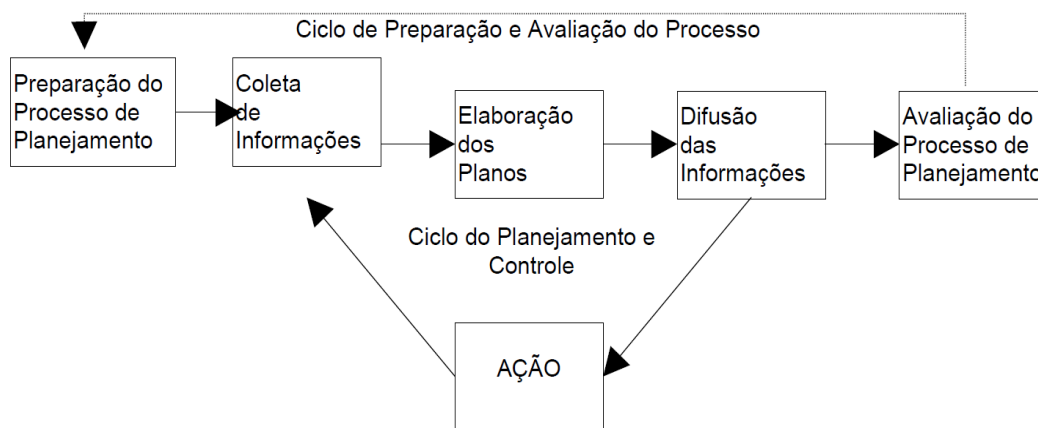 Ciclo de Preparação e Avaliação do Processo
Preparação do
Processo de
Planejamento
Coleta
de
Informações
Elaboração
dos
Planos
Difusão
das
Informações
Avaliação do
Processo de
Planejamento
Ciclo do Planejamento e
Controle
AÇÃO